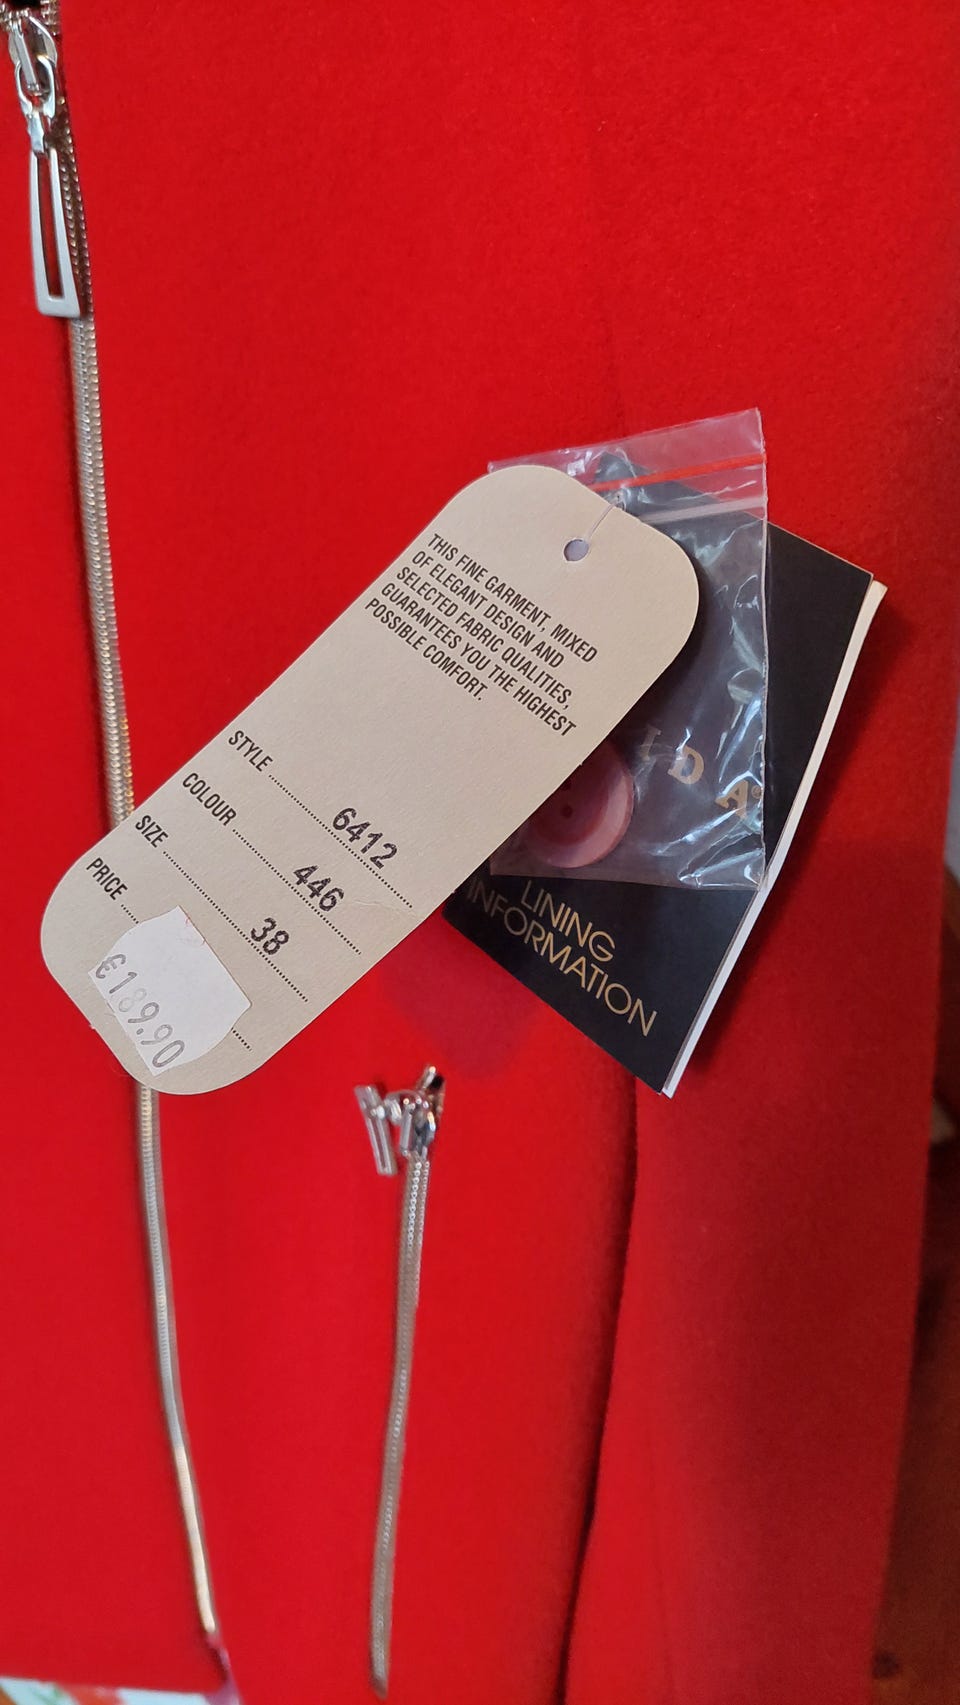 THIS FINE GARMENT, MIXED
OF ELEGANT DESIGN AND
SELECTED FABRIC QUALITIES,
GUARANTEES YOU THE HIGHEST
POSSIBLE COMFORT.
STYLE 6412
COLOUR 446
SIZE 38
PRICE €189.90
I D A
LINING
INFORMATION